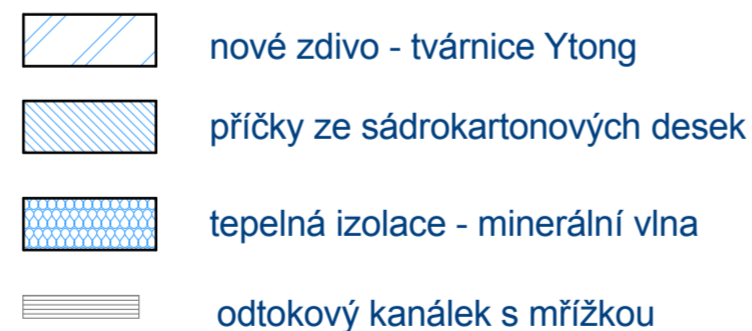 nové zdivo - tvárnice Ytong
příčky ze sádrokartonových desek
tepelná izolace - minerální vlna
odtokový kanálek s mřížkou